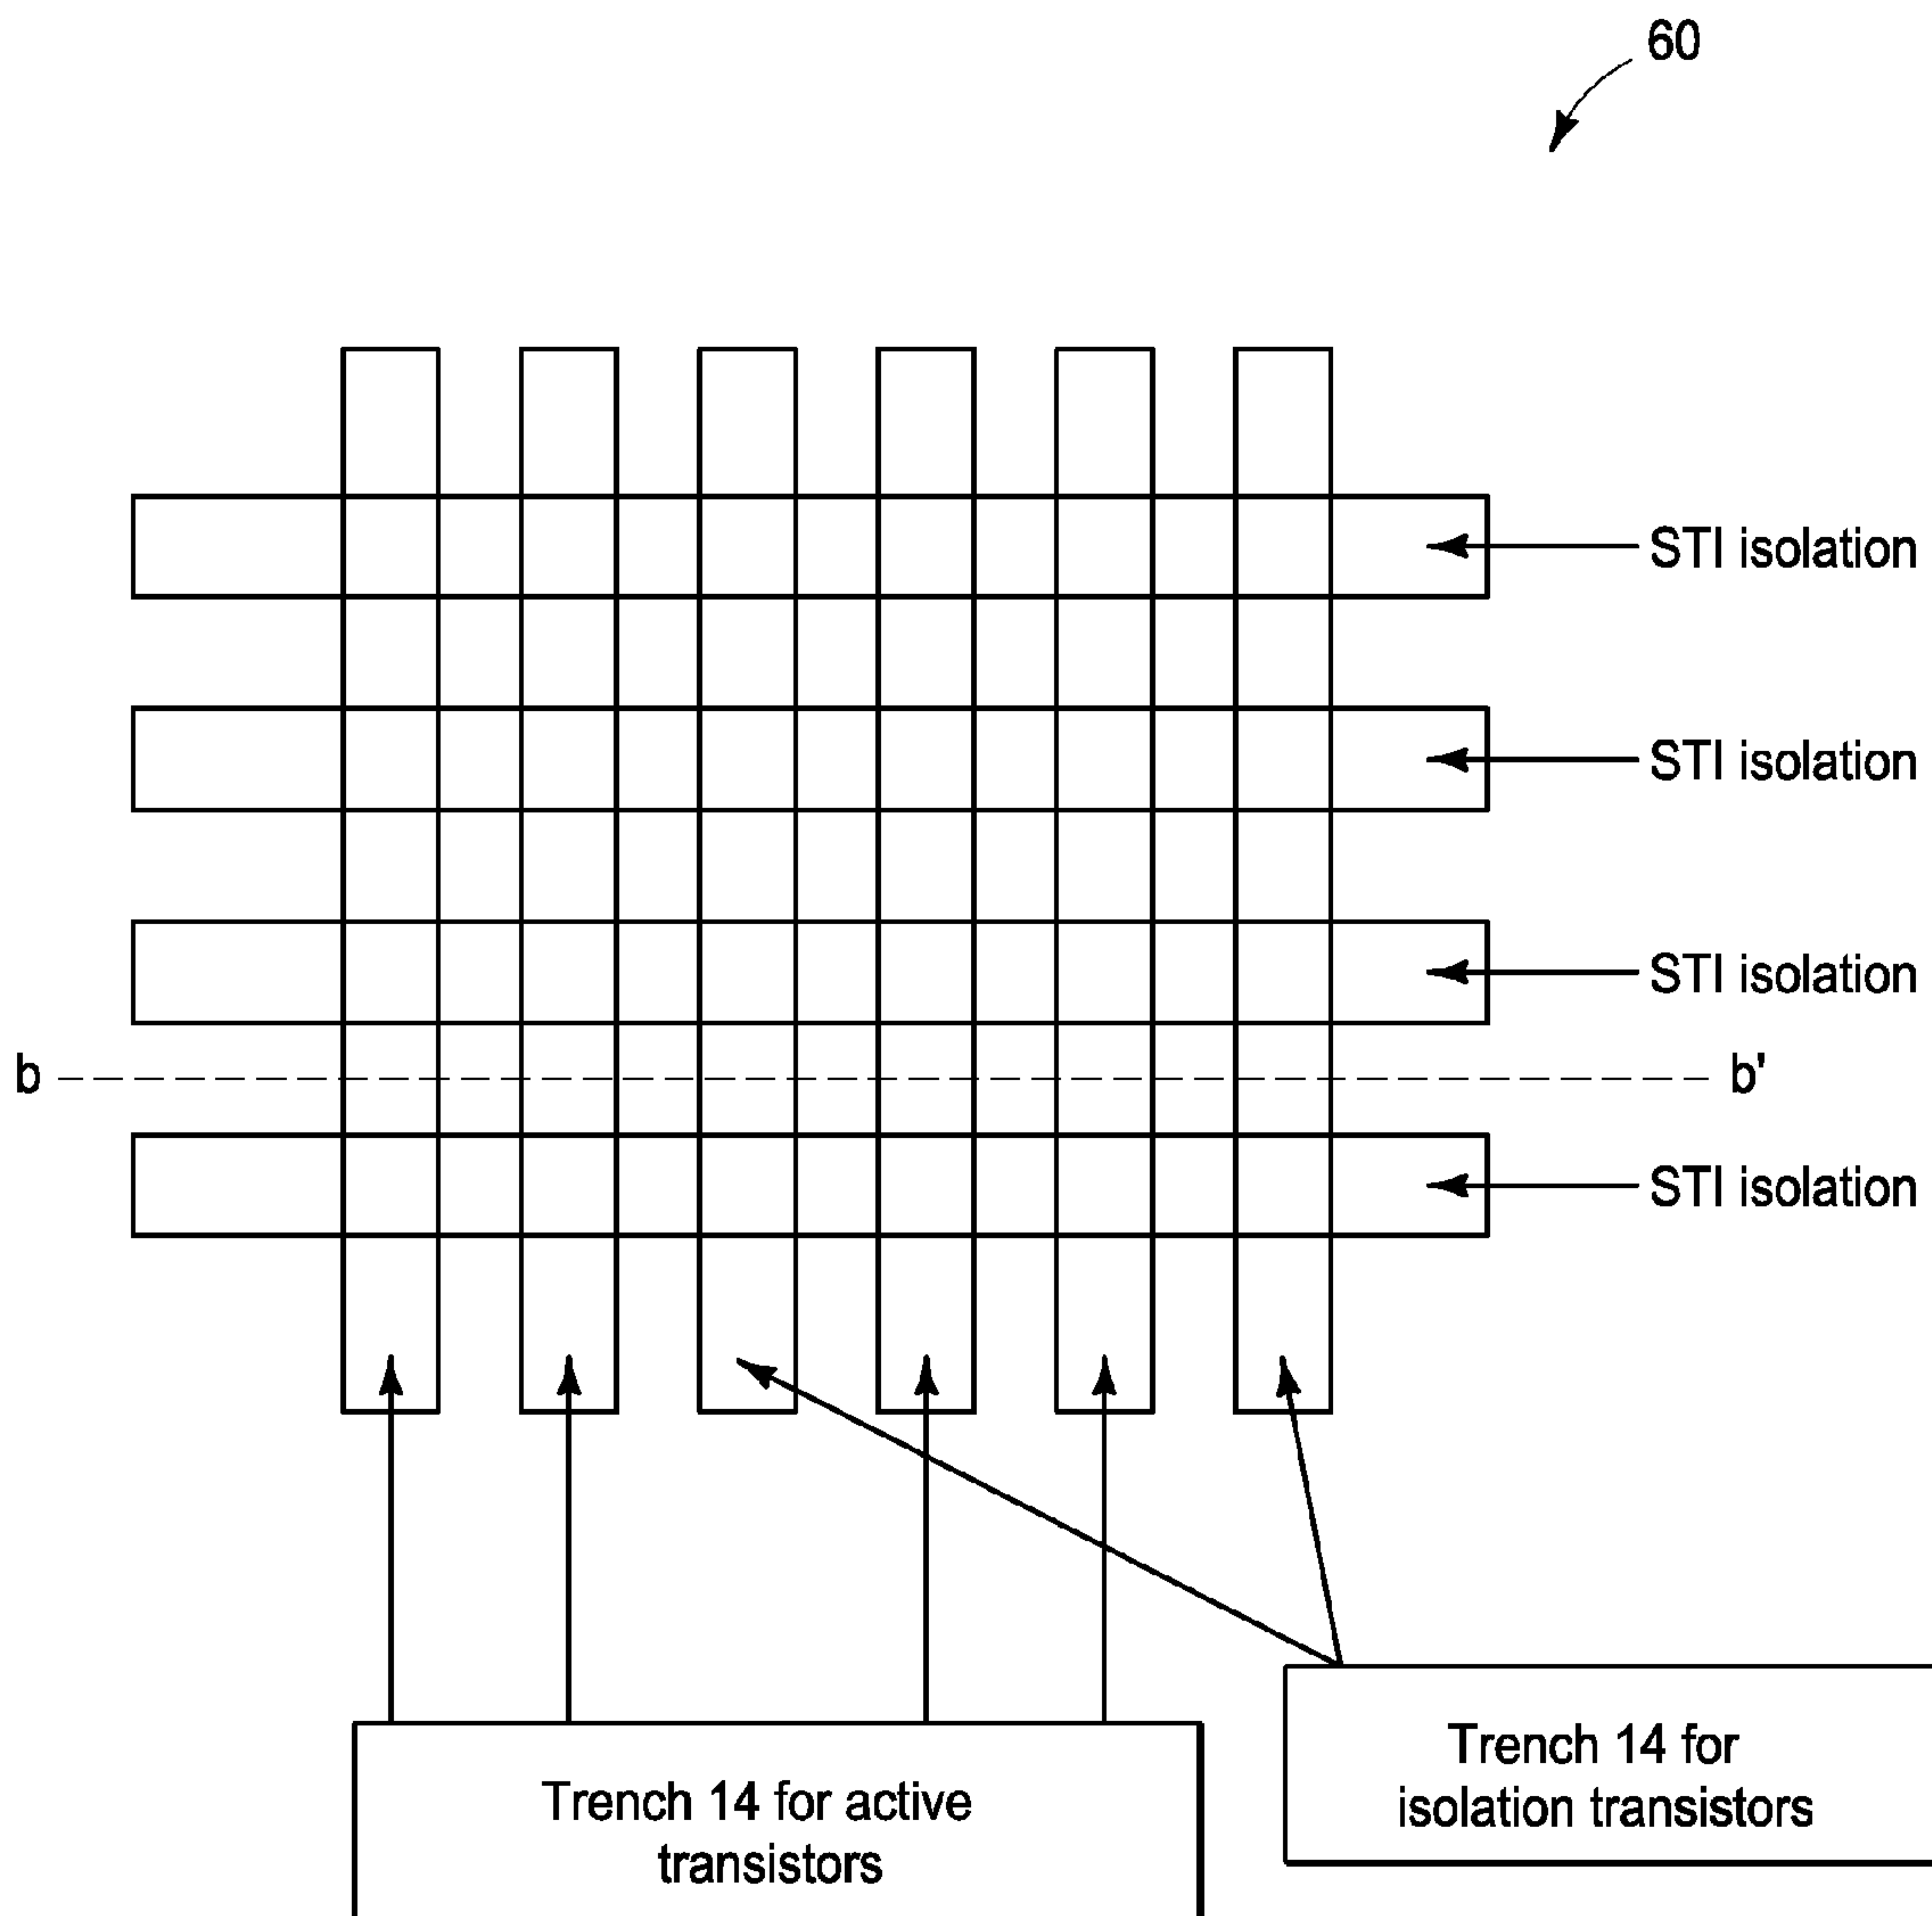 60
STI isolation
STI isolation
STI isolation
b
b'
STI isolation
Trench 14 for active
transistors
Trench 14 for
isolation transistors